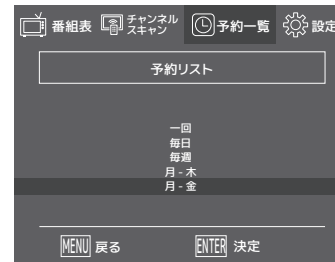 番組表 チャンネルスキャン 予約一覧 設定
予約リスト
一回
毎日
毎週
月 - 木
月 - 金
MENU 戻る ENTER 決定